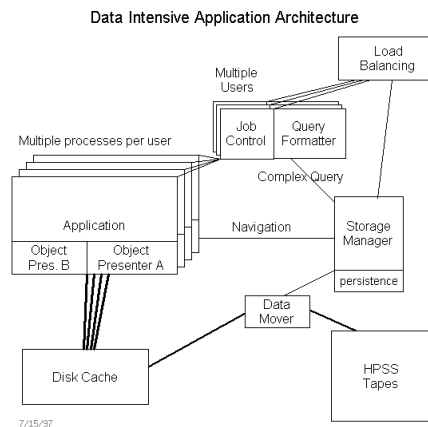 Data Intensive Application Architecture
Load
Balancing
Multiple
Users
Job
Control
Query
Formatter
Multiple processes per user
Complex Query
Application
Navigation
Storage
Manager
Object
Pres. B
Object
Presenter A
persistence
Data
Mover
Disk Cache
HPSS
Tapes
7/15/97